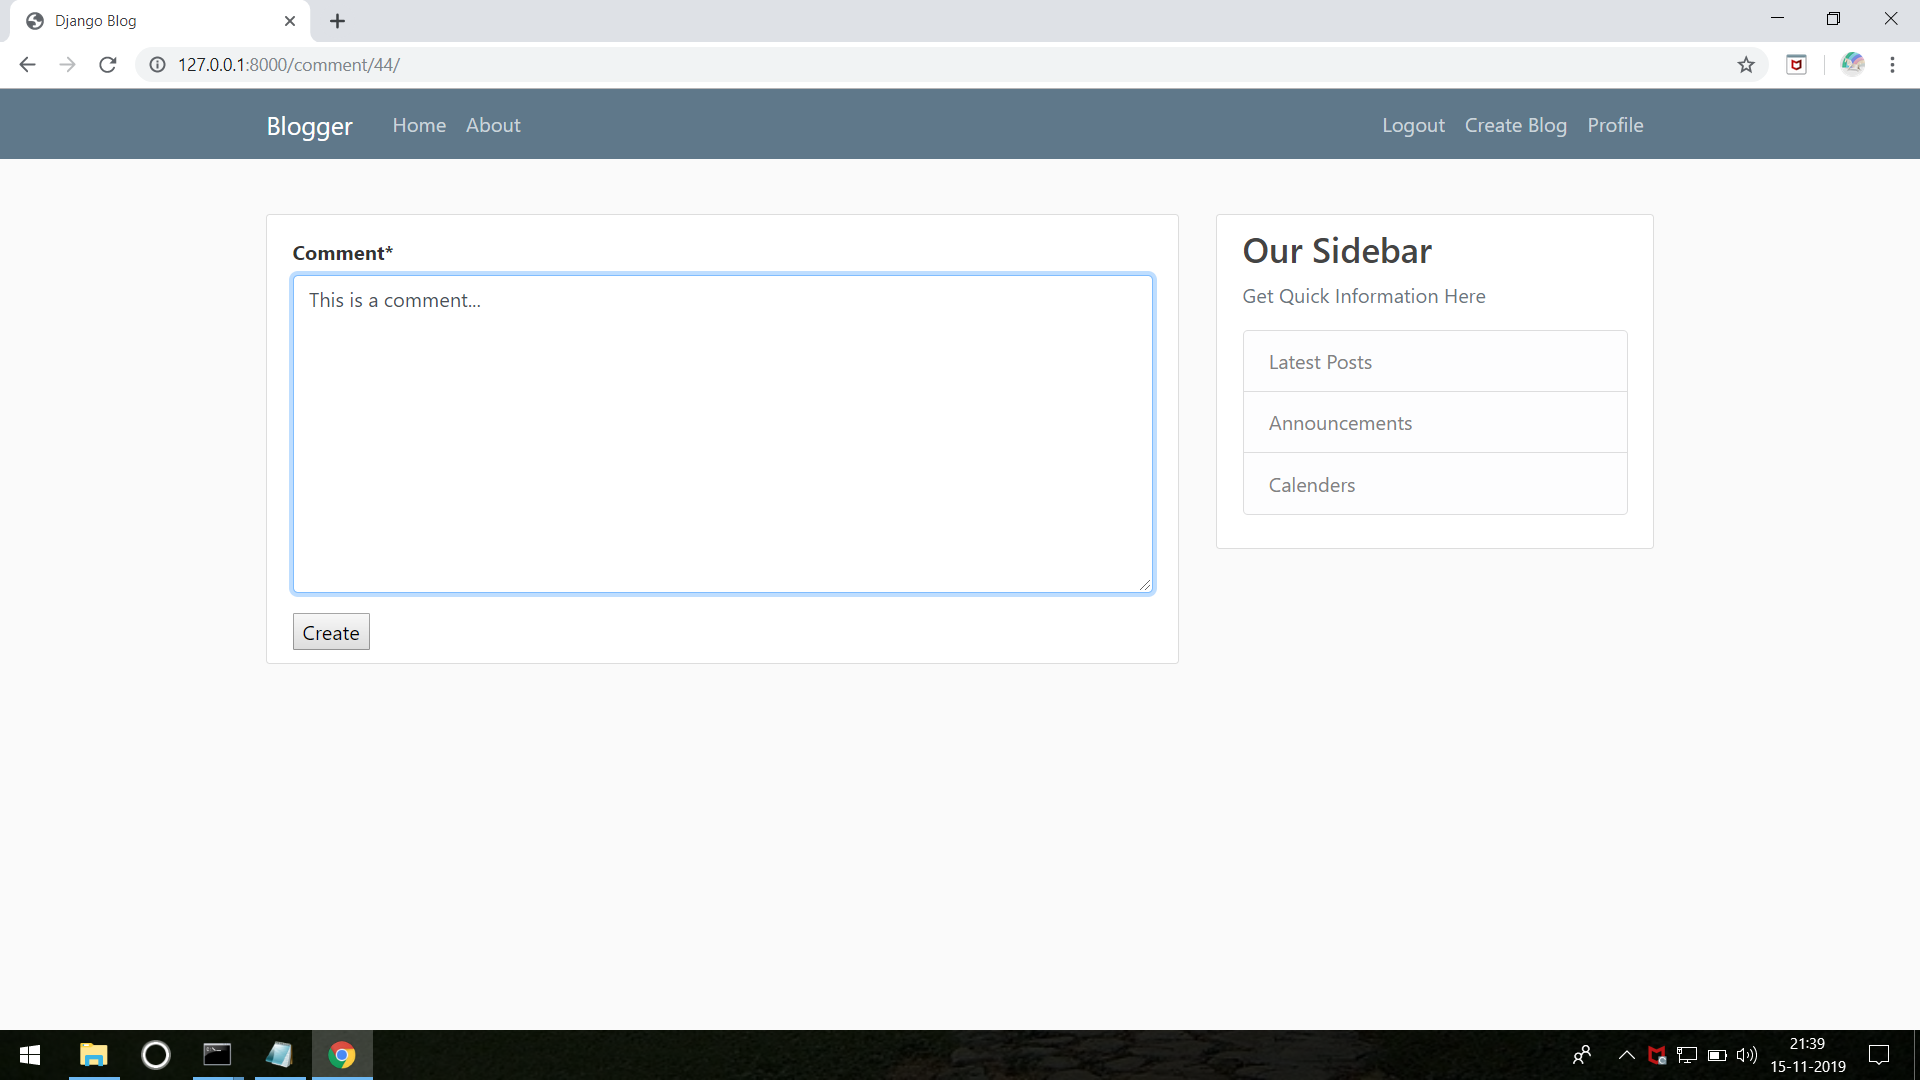 Django Blog
127.0.0.1:8000/comment/44/
Blogger Home About Logout Create Blog Profile
Comment*
This is a comment...
Create
Our Sidebar
Get Quick Information Here
Latest Posts
Announcements
Calenders
21:39
15-11-2019